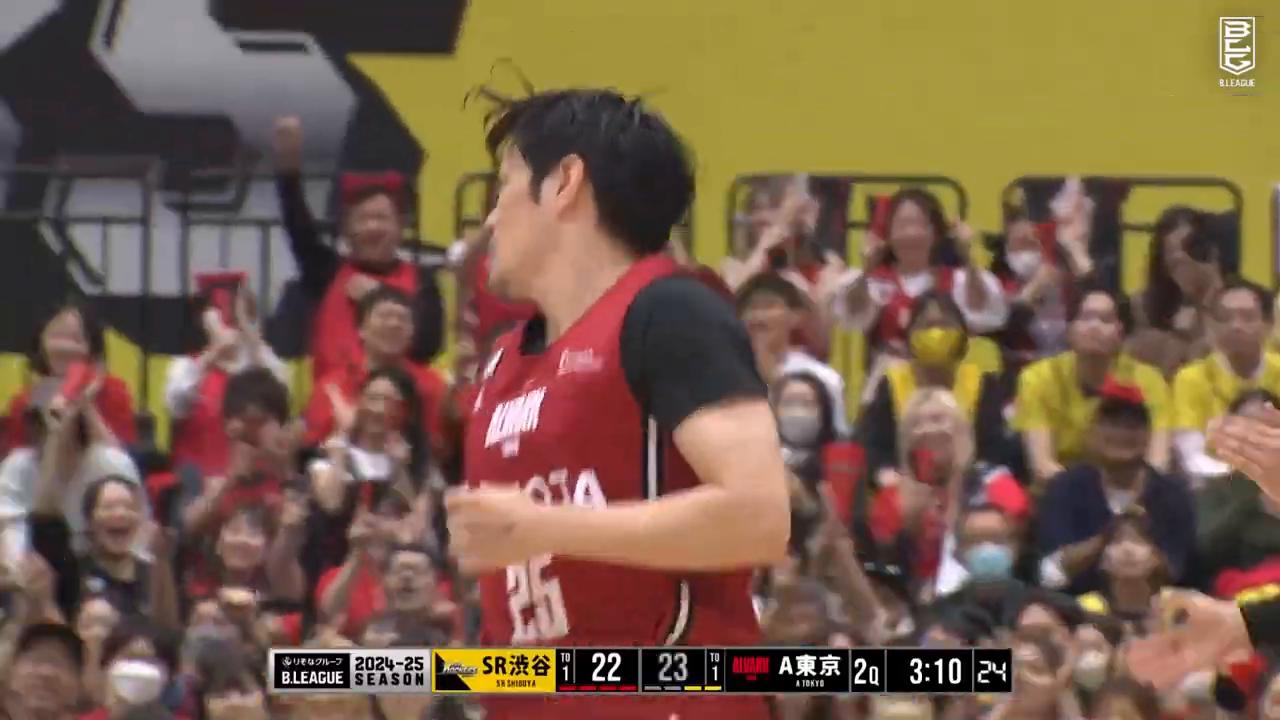 B.LEAGUE
ALVARK
25
りそなグループ
B.LEAGUE
2024-25
SEASON
SR渋谷
SR SHIBUYA
TO
1
22
23
TO
1
ALVARK
A東京
A TOKYO
2Q
3:10
24